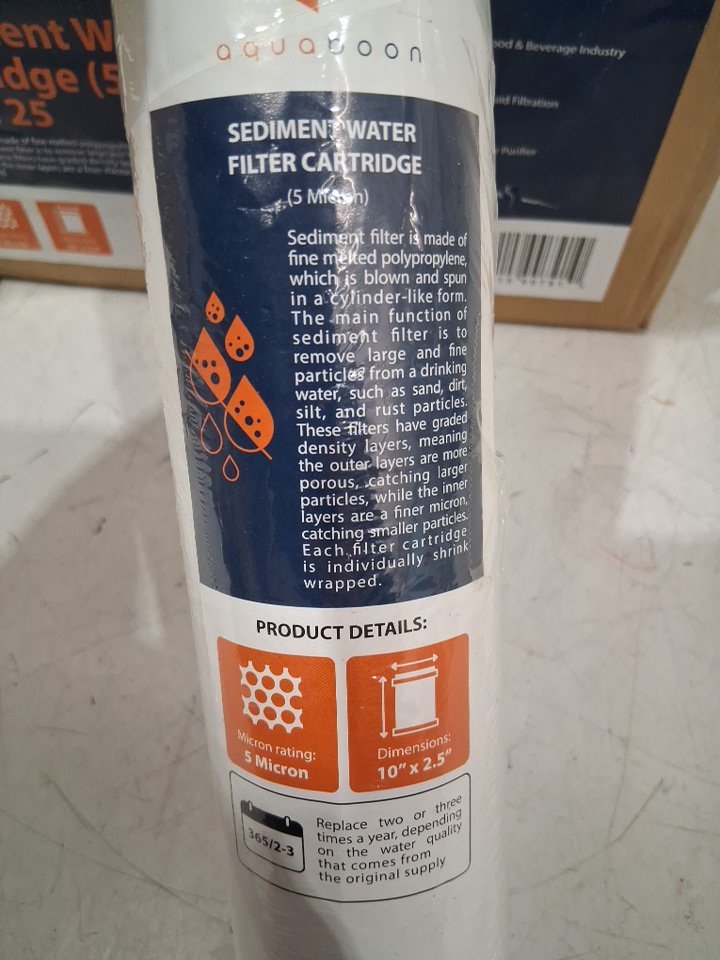 ent W
dge (5
25
od & Beverage Industry
Filtration
Purifier
aquaboon
SEDIMENT WATER
FILTER CARTRIDGE
(5 Micron)
Sediment filter is made of
fine melted polypropylene,
which is blown and spun
in a cylinder-like form.
The main function of
sediment filter is to
remove large and fine
particles from a drinking
water, such as sand, dirt,
silt, and rust particles.
These filters have graded
density layers, meaning
the outer layers are more
porous, catching larger
particles, while the inner
layers are a finer micron,
catching smaller particles.
Each filter cartridge
is individually shrink
wrapped.
PRODUCT DETAILS:
Micron rating:
5 Micron
Dimensions:
10” x 2.5”
365/2-3
Replace two or three
times a year, depending
on the water quality
that comes from
the original supply